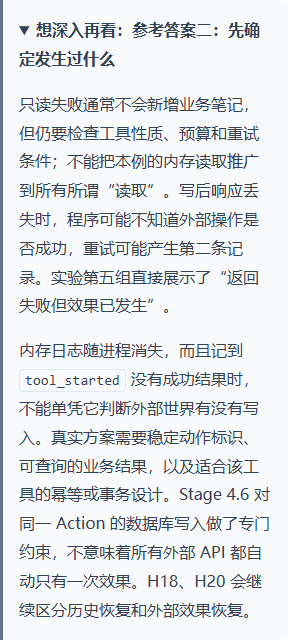 ▼ 想深入再看：参考答案二：先确
定发生过什么
只读失败通常不会新增业务笔记，
但仍要检查工具性质、预算和重试
条件；不能把本例的内存读取推广
到所有所谓“读取”。写后响应丢
失时，程序可能不知道外部操作是
否成功，重试可能产生第二条记
录。实验第五组直接展示了“返回
失败但效果已发生”。
内存日志随进程消失，而且记到
tool_started 没有成功结果时，
不能单凭它判断外部世界有没有写
入。真实方案需要稳定动作标识、
可查询的业务结果，以及适合该工
具的幂等或事务设计。Stage 4.6 对
同一 Action 的数据库写入做了专门
约束，不意味着所有外部 API 都自
动只有一次效果。H18、H20 会继
续区分历史恢复和外部效果恢复。